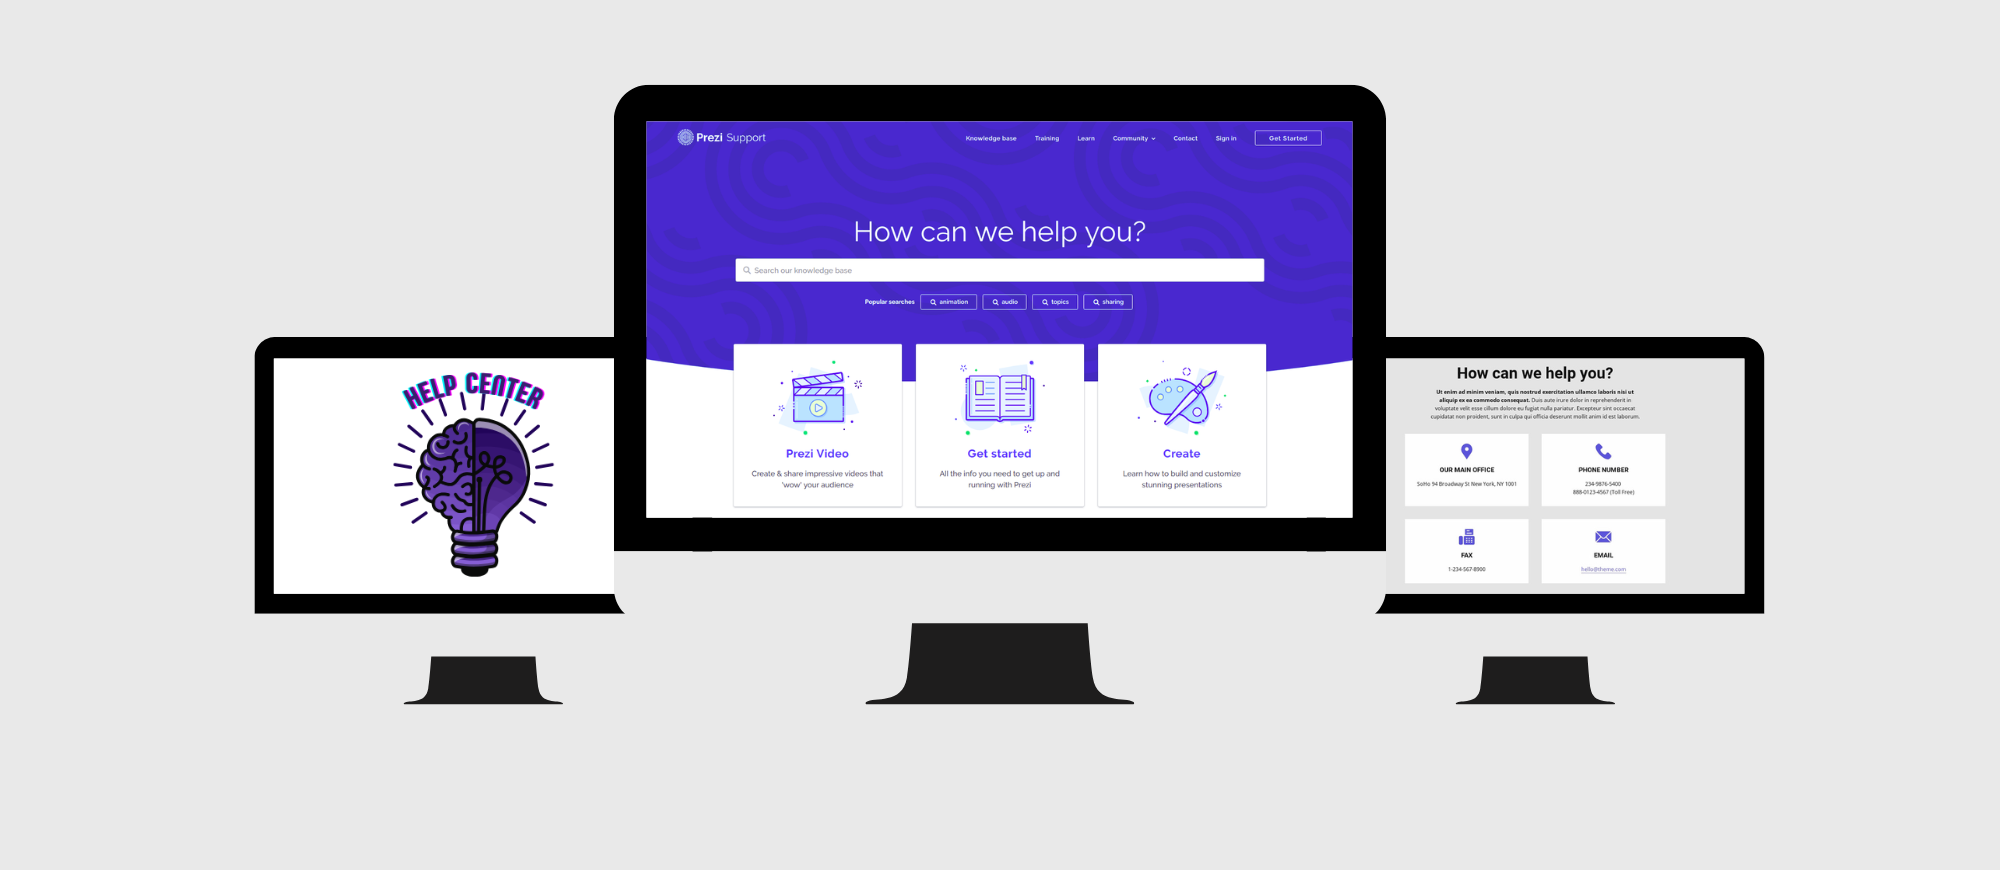 HELP CENTER
Prezi Support
Knowledge base
Training
Learn
Community
Contact
Sign in
Get Started
How can we help you?
Search our knowledge base
Popular searches
animation
audio
topics
sharing
Prezi Video
Create & share impressive videos that
'wow' your audience
Get started
All the info you need to get up and
running with Prezi
Create
Learn how to build and customize
stunning presentations
How can we help you?
Ut enim ad minim veniam, quis nostrud exercitation ullamco laboris nisi ut
aliquip ex ea commodo consequat. Duis aute irure dolor in reprehenderit in
voluptate velit esse cillum dolore eu fugiat nulla pariatur. Excepteur sint occaecat
cupidatat non proident, sunt in culpa qui officia deserunt mollit anim id est laborum.
OUR MAIN OFFICE
SoHo 94 Broadway St New York, NY 1001
PHONE NUMBER
234-9876-5400
888-0123-4567 (Toll Free)
FAX
1-234-567-8900
EMAIL
hello@theme.com